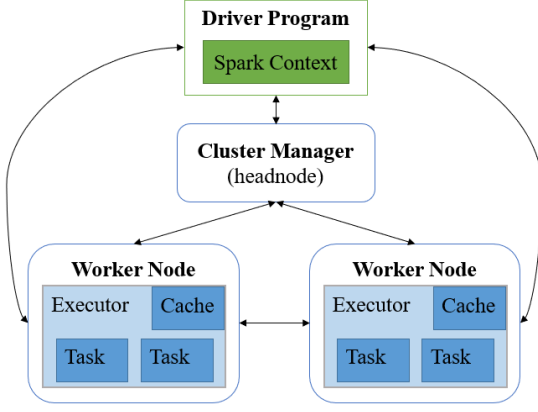 Driver Program
Spark Context
Cluster Manager
(headnode)
Worker Node
Executor
Cache
Task
Task
Worker Node
Executor
Cache
Task
Task